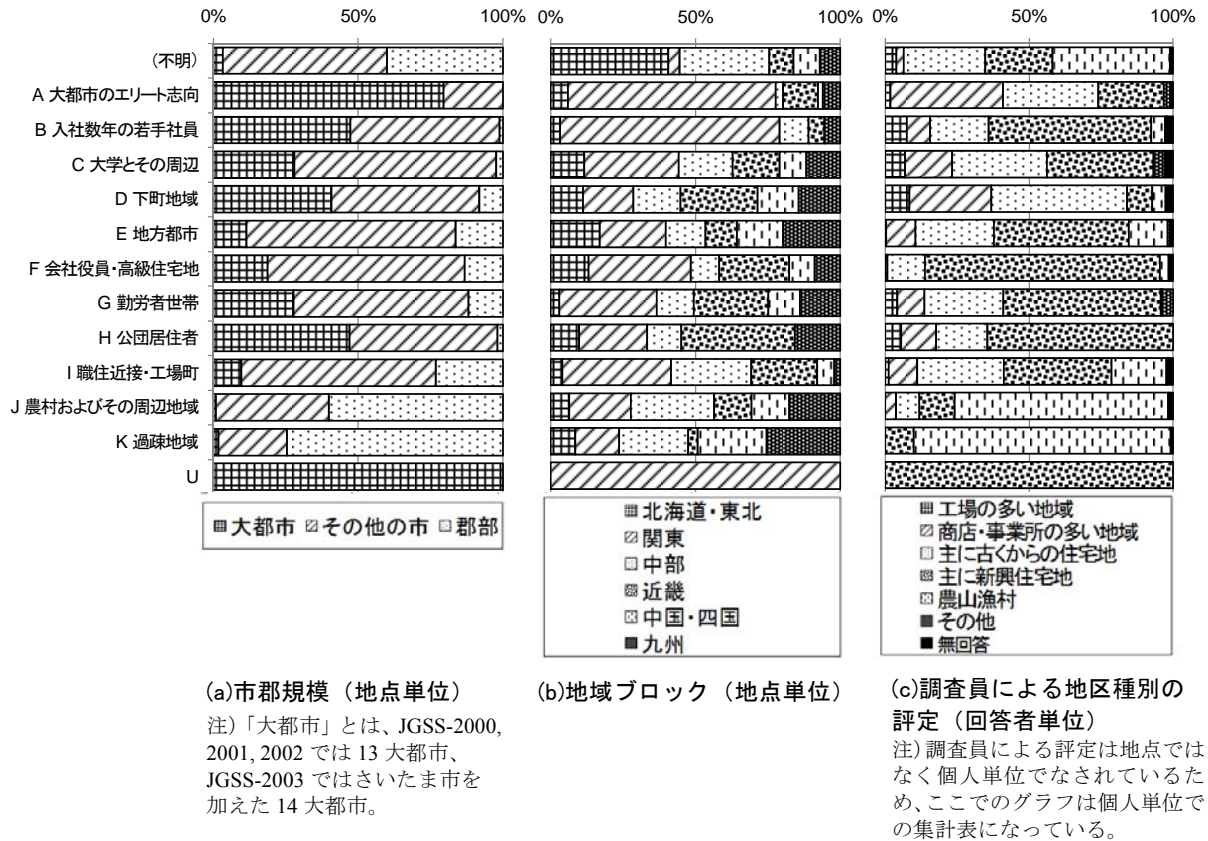 0% 50% 100% 0% 50% 100% 0% 50% 100%
(不明)
A 大都市のエリート志向
B 入社数年の若手社員
C 大学とその周辺
D 下町地域
E 地方都市
F 会社役員・高級住宅地
G 勤労者世帯
H 公団居住者
I 職住近接・工場町
J 農村およびその周辺地域
K 過疎地域
U
大都市 その他の市 郡部
北海道・東北
関東
中部
近畿
中国・四国
九州
工場の多い地域
商店・事業所の多い地域
主に古くからの住宅地
主に新興住宅地
農山漁村
その他
無回答
(a)市郡規模（地点単位）
注）「大都市」とは、JGSS-2000,
2001, 2002 では 13 大都市、
JGSS-2003 ではさいたま市を
加えた 14 大都市。
(b)地域ブロック（地点単位）
(c)調査員による地区種別の
評定（回答者単位）
注）調査員による評定は地点では
なく個人単位でなされているた
め、ここでのグラフは個人単位で
の集計表になっている。